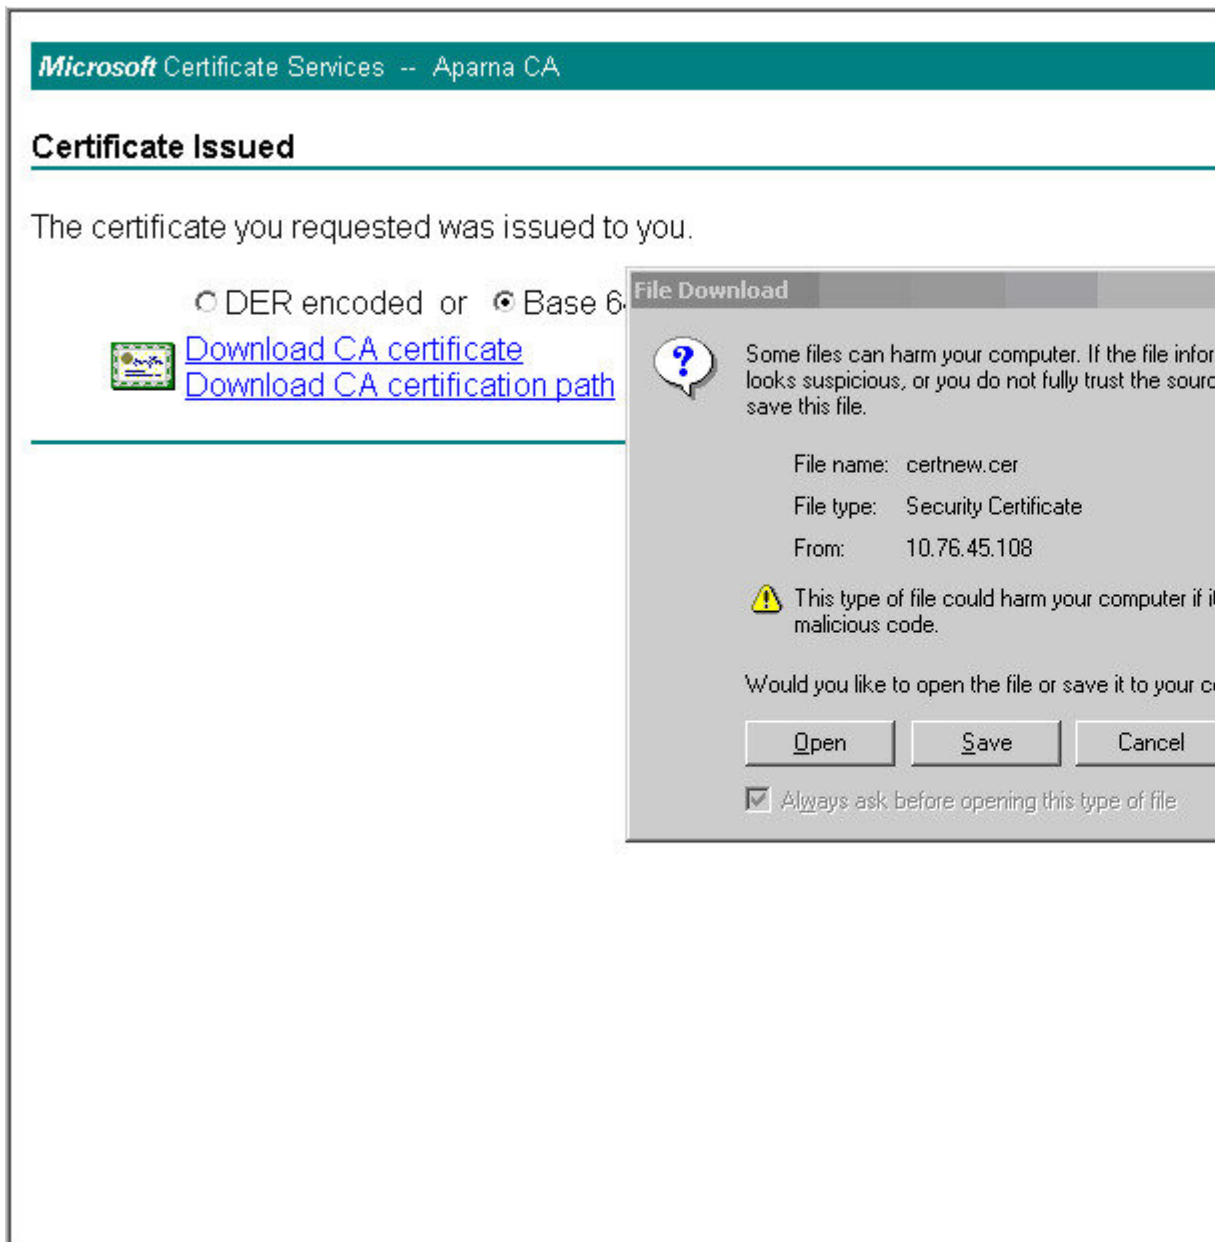 Microsoft Certificate Services -- Aparna CA
Certificate Issued
The certificate you requested was issued to you.
DER encoded or Base 6
Download CA certificate
Download CA certification path
File Download
Some files can harm your computer. If the file
looks suspicious, or you do not fully trust the
save this file.
File name: certnew.cer
File type: Security Certificate
From: 10.76.45.108
This type of file could harm your computer if
malicious code.
Would you like to open the file or save it to your
Open Save Cancel
Always ask before opening this type of file